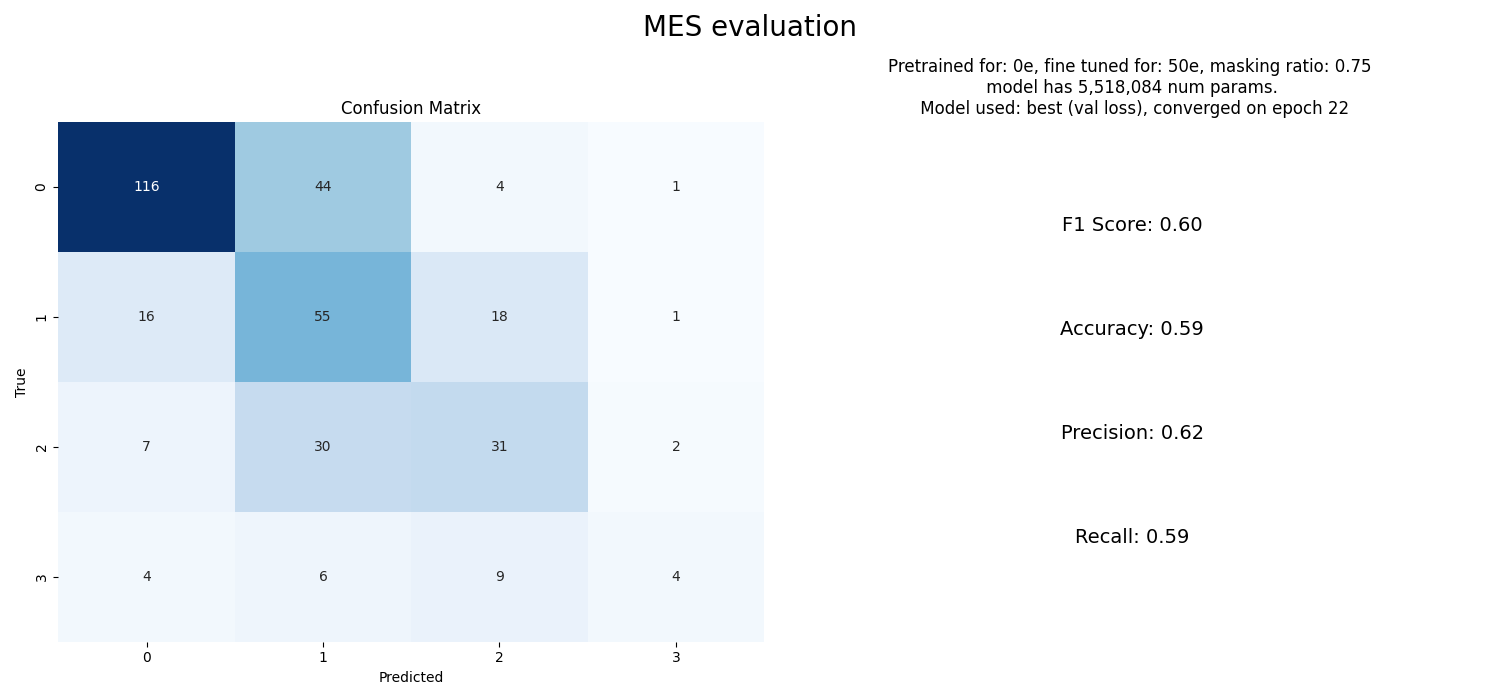 MES evaluation
Pretrained for: 0e, fine tuned for: 50e, masking ratio: 0.75
model has 5,518,084 num params.
Model used: best (val loss), converged on epoch 22
Confusion Matrix
True
0
116 44 4 1
1
16 55 18 1
2
7 30 31 2
3
4 6 9 4
0 1 2 3
Predicted
F1 Score: 0.60
Accuracy: 0.59
Precision: 0.62
Recall: 0.59